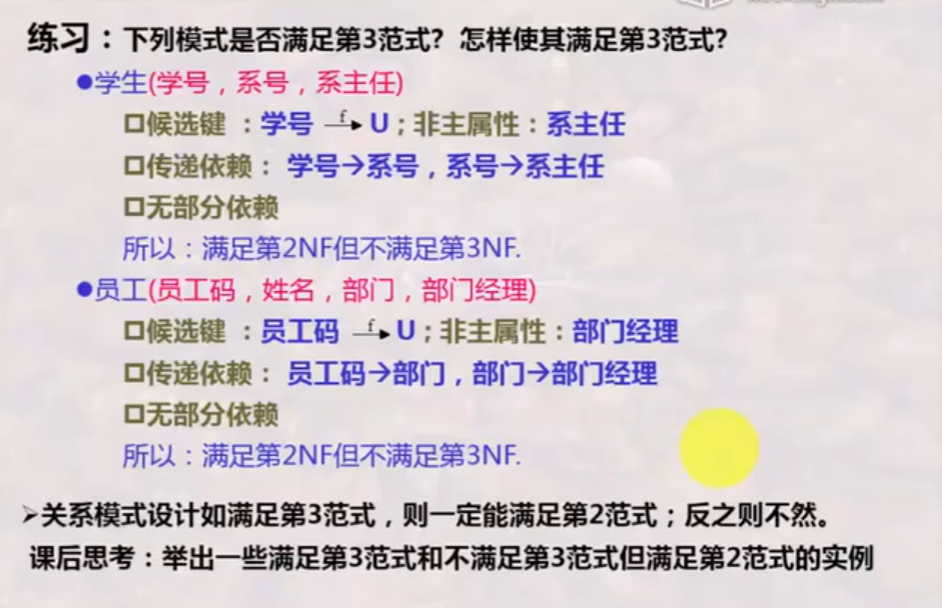 练习：下列模式是否满足第3范式？怎样使其满足第3范式？
●学生(学号，系号，系主任)
□候选键 ：学号 —f→ U；非主属性：系主任
□传递依赖： 学号→系号，系号→系主任
□无部分依赖
所以：满足第2NF但不满足第3NF.
●员工(员工码，姓名，部门，部门经理)
□候选键 ：员工码 —f→ U；非主属性：部门经理
□传递依赖： 员工码→部门，部门→部门经理
□无部分依赖
所以：满足第2NF但不满足第3NF.
➢关系模式设计如满足第3范式，则一定能满足第2范式；反之则不然。
课后思考：举出一些满足第3范式和不满足第3范式但满足第2范式的实例